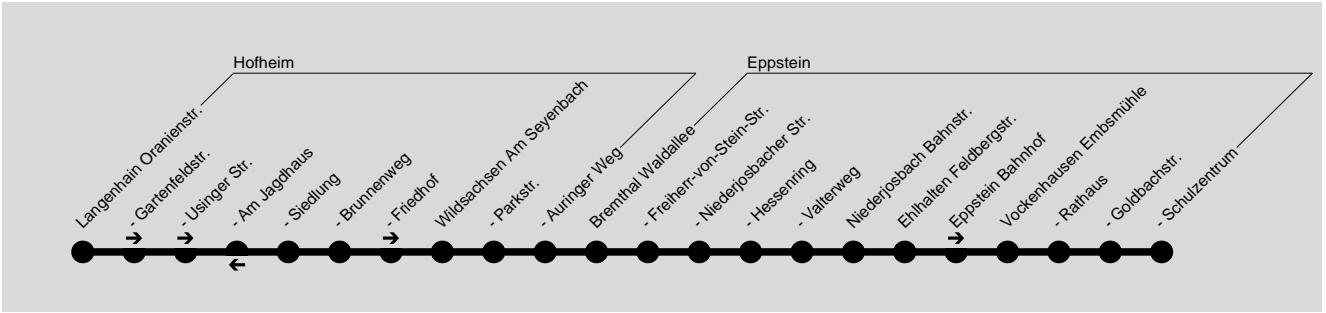 Hofheim
Eppstein
Langenhain Oranienstr.
- Gartenfeldstr.
- Usinger Str.
- Am Jagdhaus
- Siedlung
- Brunnenweg
- Friedhof
Wildsachsen Am Seyenbach
- Parkstr.
- Auringer Weg
Bremthal Waldallee
- Freiherr-von-Stein-Str.
- Niederjosbacher Str.
- Hessenring
- Valterweg
Niederjosbach Bahnstr.
Ehlhalten Feldbergstr.
Eppstein Bahnhof
Vockenhausen Embsmühle
- Rathaus
- Goldbachstr.
- Schulzentrum